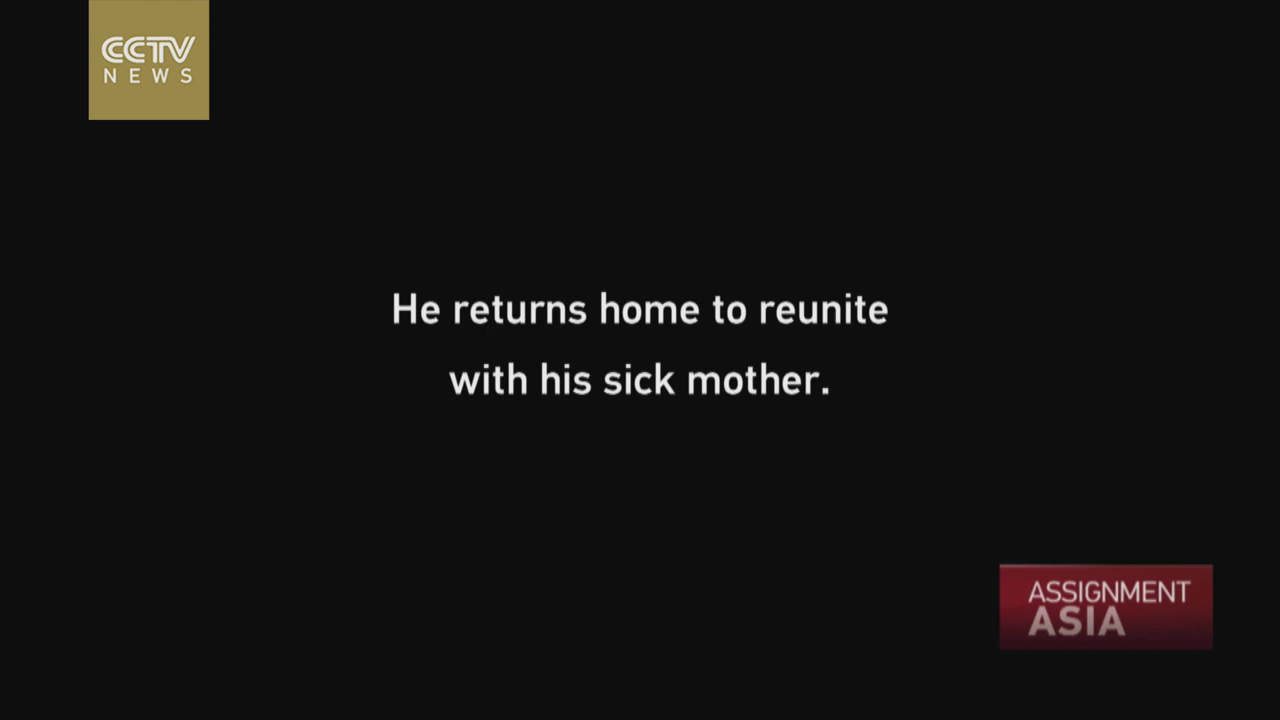 CCTV
NEWS
He returns home to reunite
with his sick mother.
ASSIGNMENT
ASIA